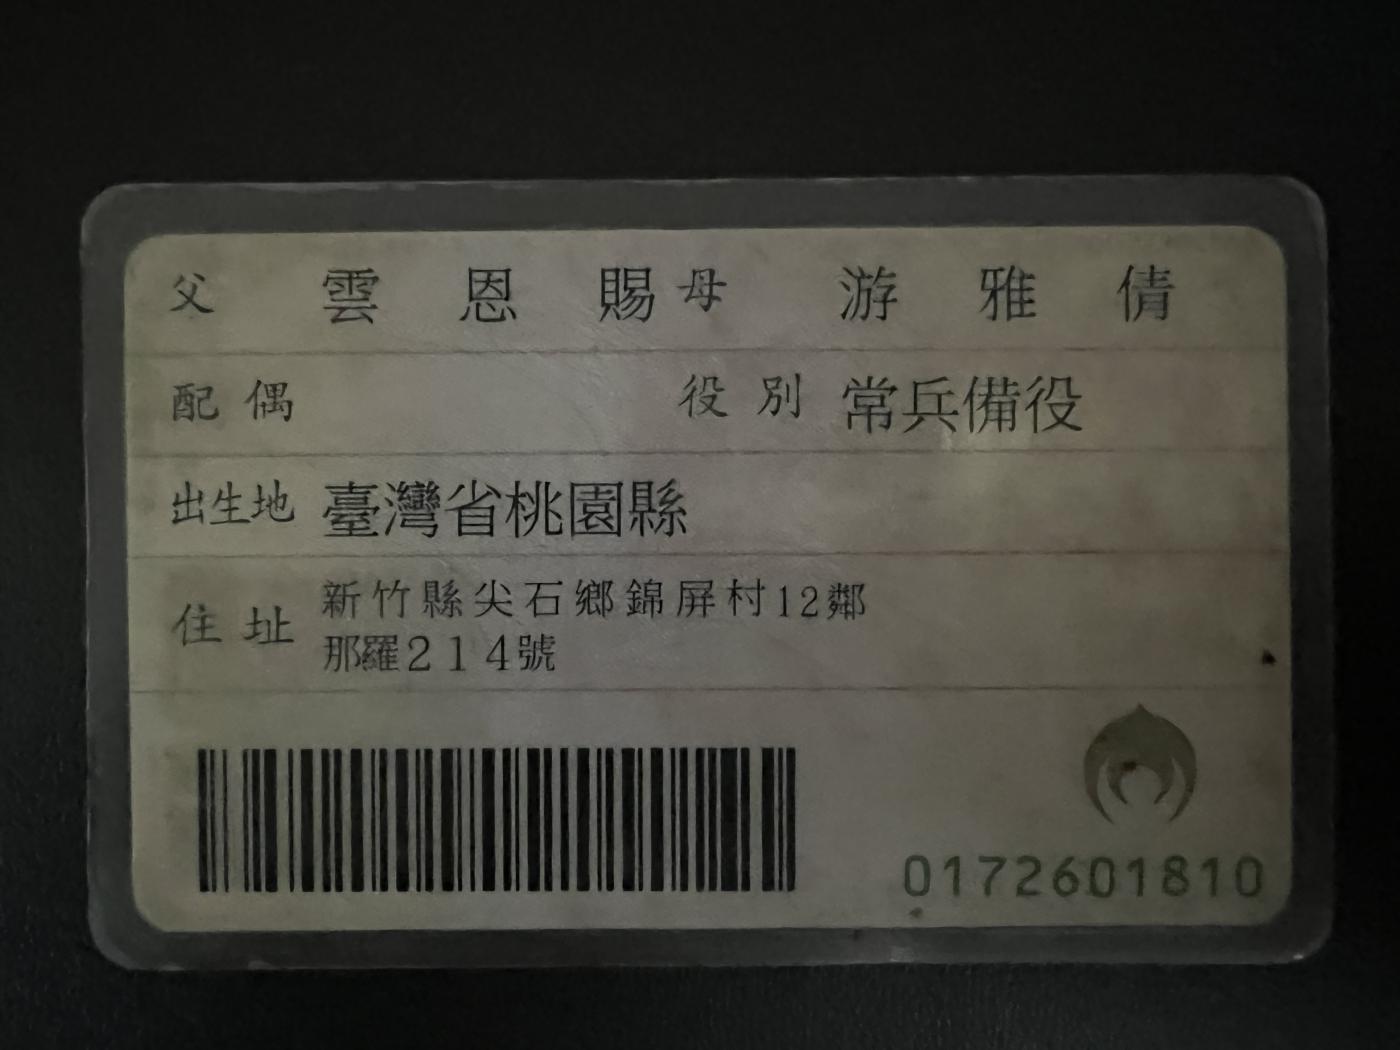 父 雲恩賜 母 游雅倩
配偶 役別 常兵備役
出生地 臺灣省桃園縣
住址 新竹縣尖石鄉錦屏村12鄰
那羅214號
0172601810